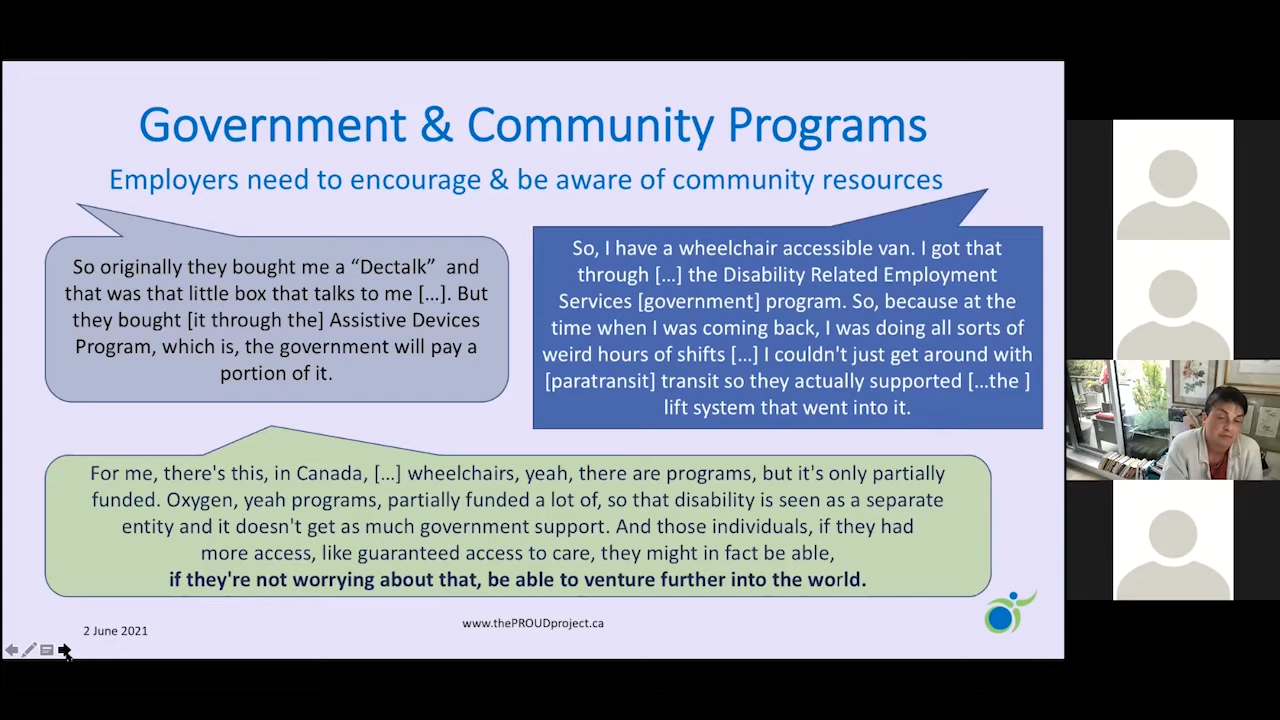 Government & Community Programs
Employers need to encourage & be aware of community resources
So originally they bought me a “Dectalk” and
that was that little box that talks to me […]. But
they bought [it through the] Assistive Devices
Program, which is, the government will pay a
portion of it.
So, I have a wheelchair accessible van. I got that
through […] the Disability Related Employment
Services [government] program. So, because at the
time when I was coming back, I was doing all sorts of
weird hours of shifts […] I couldn't just get around with
[paratransit] transit so they actually supported […the ]
lift system that went into it.
For me, there's this, in Canada, […] wheelchairs, yeah, there are programs, but it's only partially
funded. Oxygen, yeah programs, partially funded a lot of, so that disability is seen as a separate
entity and it doesn't get as much government support. And those individuals, if they had
more access, like guaranteed access to care, they might in fact be able,
if they're not worrying about that, be able to venture further into the world.
2 June 2021
www.thePROUDproject.ca